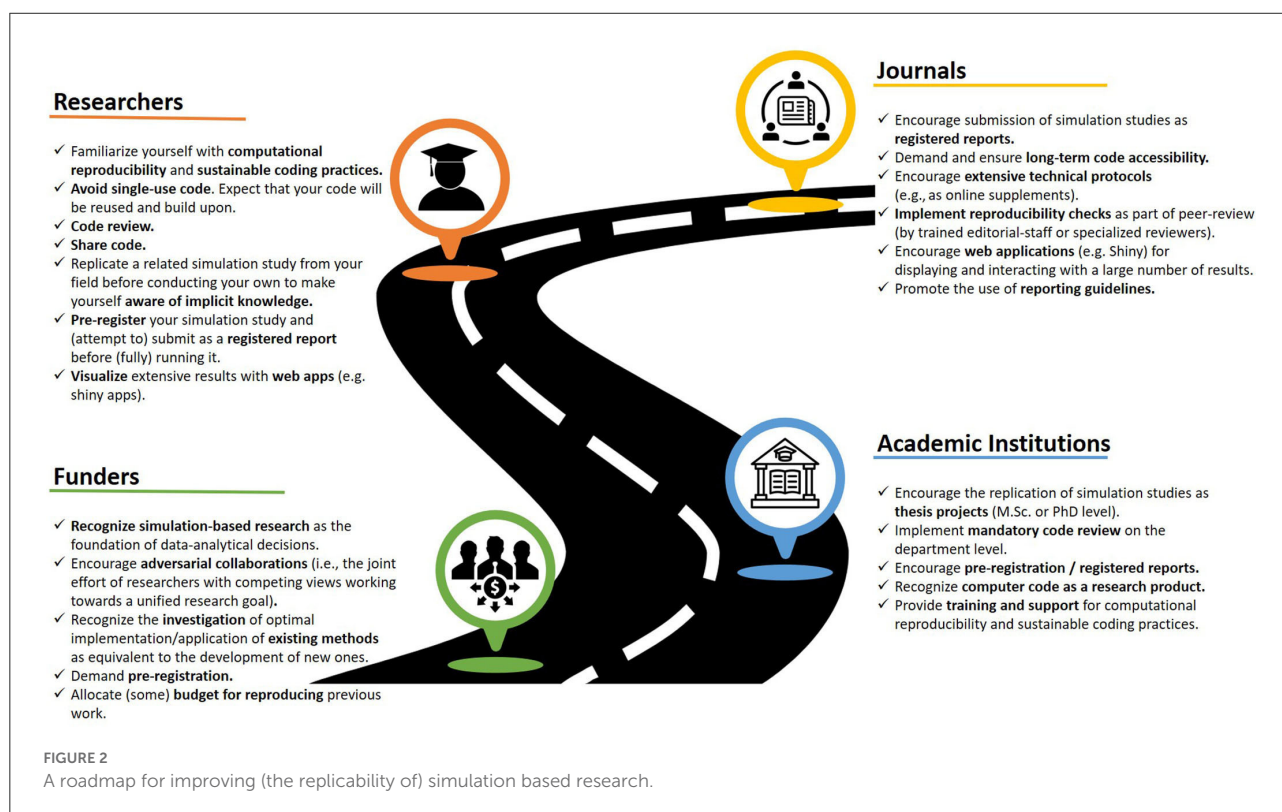 Researchers
✓ Familiarize yourself with computational
reproducibility and sustainable coding practices.
✓ Avoid single-use code. Expect that your code will
be reused and build upon.
✓ Code review.
✓ Share code.
✓ Replicate a related simulation study from your
field before conducting your own to make
yourself aware of implicit knowledge.
✓ Pre-register your simulation study and
(attempt to) submit as a registered report
before (fully) running it.
✓ Visualize extensive results with web apps (e.g.
shiny apps).
Journals
✓ Encourage submission of simulation studies as
registered reports.
✓ Demand and ensure long-term code accessibility.
✓ Encourage extensive technical protocols
(e.g., as online supplements).
✓ Implement reproducibility checks as part of peer-review
(by trained editorial-staff or specialized reviewers).
✓ Encourage web applications (e.g. Shiny) for
displaying and interacting with a large number of results.
✓ Promote the use of reporting guidelines.
Funders
✓ Recognize simulation-based research as the
foundation of data-analytical decisions.
✓ Encourage adversarial collaborations (i.e., the joint
effort of researchers with competing views working
towards a unified research goal).
✓ Recognize the investigation of optimal
implementation/application of existing methods
as equivalent to the development of new ones.
✓ Demand pre-registration.
✓ Allocate (some) budget for reproducing previous
work.
$
Academic Institutions
✓ Encourage the replication of simulation studies as
thesis projects (M.Sc. or PhD level).
✓ Implement mandatory code review on the
department level.
✓ Encourage pre-registration / registered reports.
✓ Recognize computer code as a research product.
✓ Provide training and support for computational
reproducibility and sustainable coding practices.
FIGURE 2
A roadmap for improving (the replicability of) simulation based research.